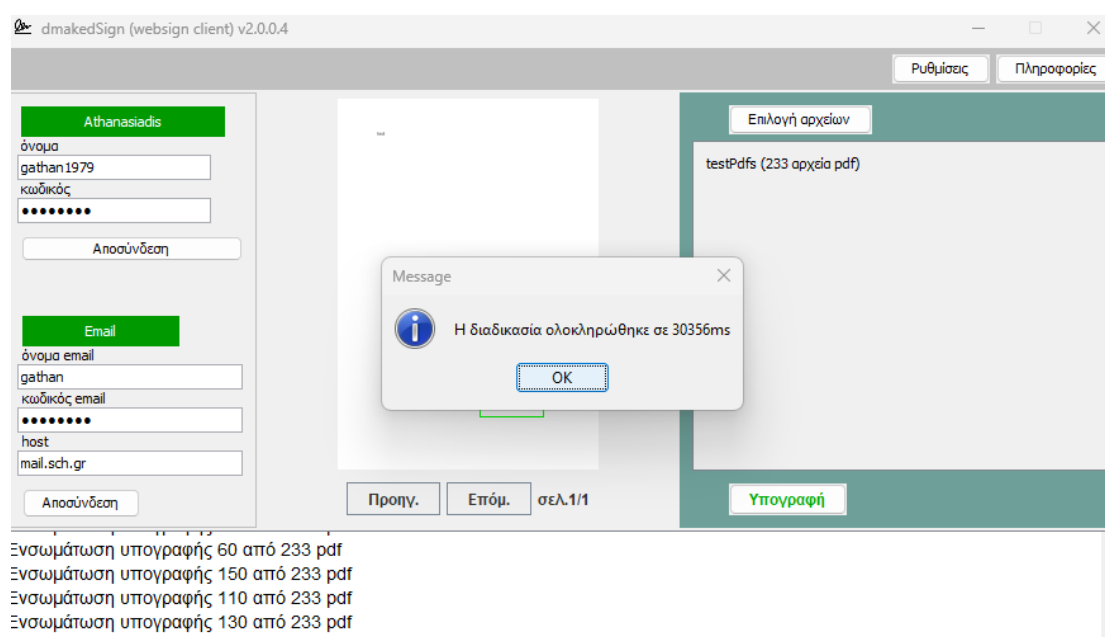 dmakedSign (websign client) v2.0.0.4
Ρυθμίσεις
Πληροφορίες
Athanasiadis
όνομα
gathan1979
κωδικός
●●●●●●●●
Αποσύνδεση
Email
όνομα email
gathan
κωδικός email
●●●●●●●●
host
mail.sch.gr
Αποσύνδεση
Προηγ.
Επόμ.
σελ.1/1
Message
Η διαδικασία ολοκληρώθηκε σε 30356ms
OK
Επιλογή αρχείων
testPdfs (233 αρχεία pdf)
Υπογραφή
Ενσωμάτωση υπογραφής 60 από 233 pdf
Ενσωμάτωση υπογραφής 150 από 233 pdf
Ενσωμάτωση υπογραφής 110 από 233 pdf
Ενσωμάτωση υπογραφής 130 από 233 pdf